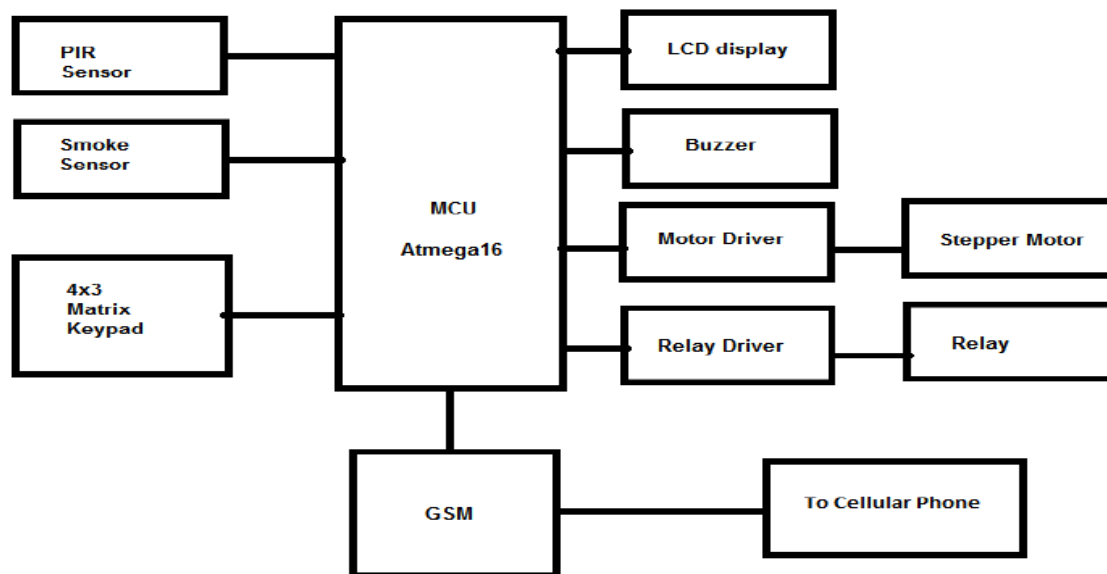 PIR
Sensor
Smoke
Sensor
4x3
Matrix
Keypad
MCU
Atmega16
LCD display
Buzzer
Motor Driver
Stepper Motor
Relay Driver
Relay
GSM
To Cellular Phone